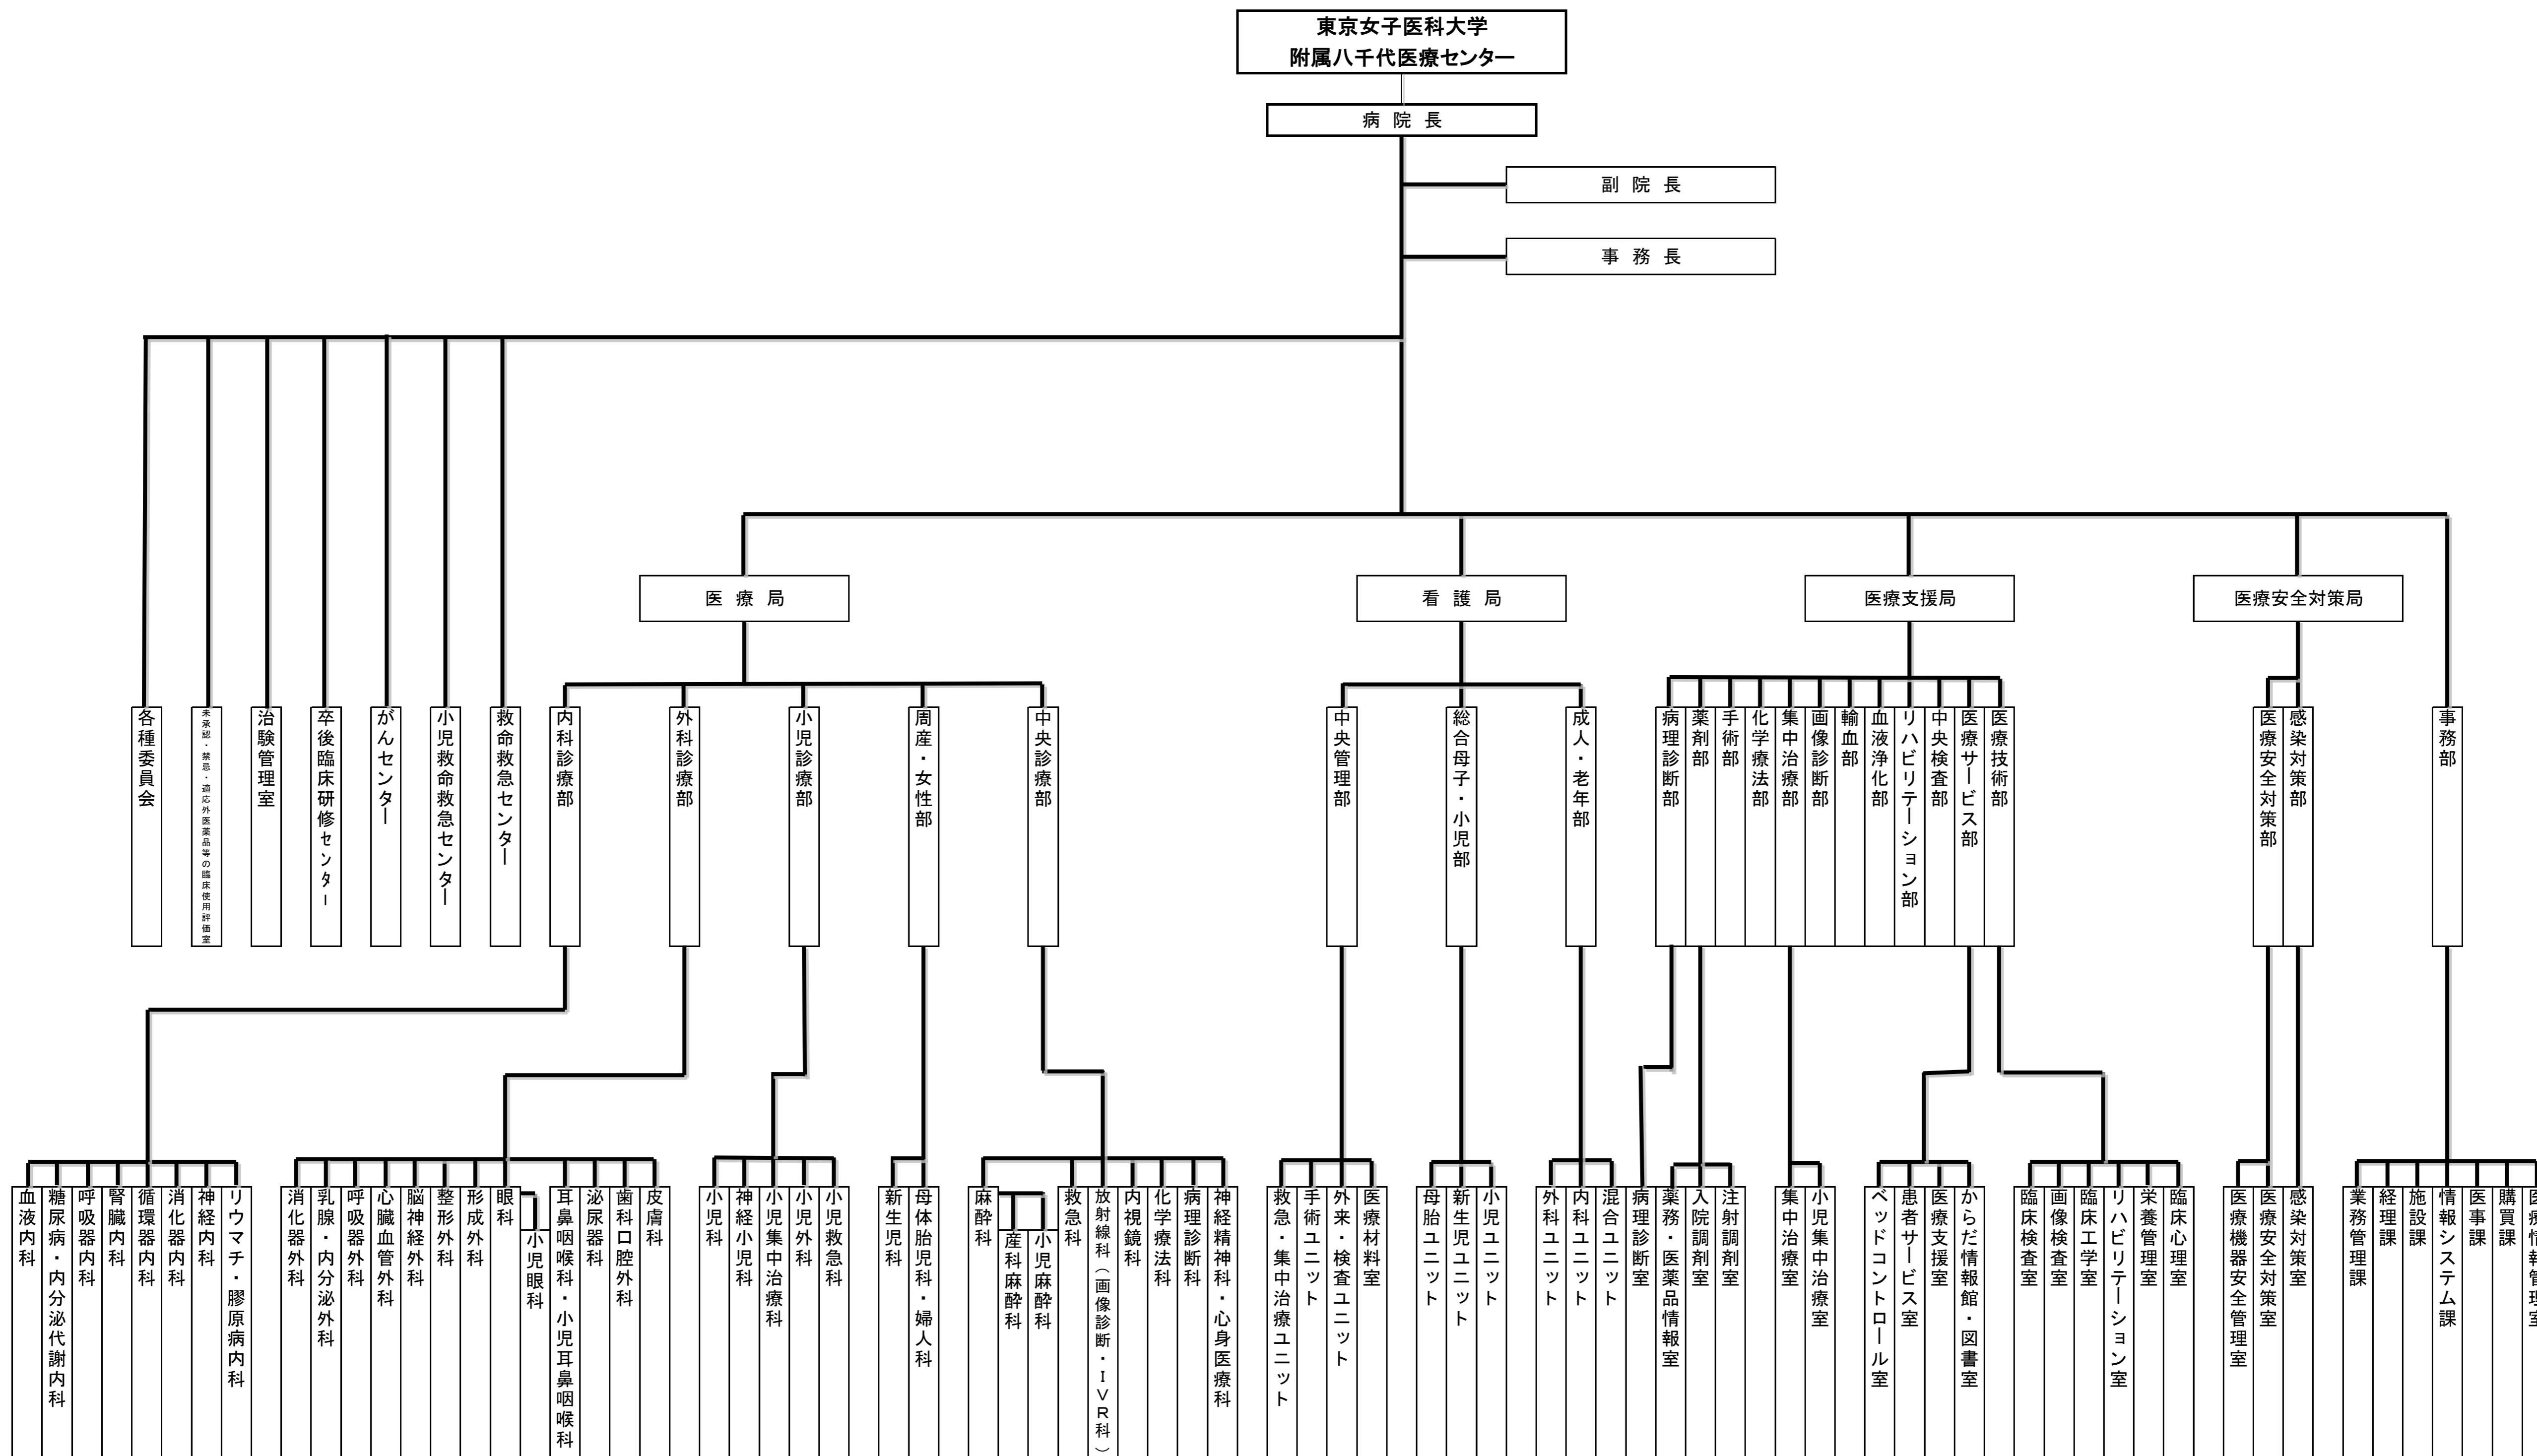 東京女子医科大学
附属八千代医療センター
病院長
副院長
事務長
医療局
看護局
医療支援局
医療安全対策局
各種委員会
未承認・禁忌・適応外医薬品等の臨床使用評価室
治験管理室
卒後臨床研修センター
がんセンター
小児救命救急センター
救命救急センター
内科診療部
外科診療部
小児診療部
周産・女性部
中央診療部
中央管理部
総合母子・小児部
成人・老年部
病理診断部
薬剤部
手術部
化学療法部
集中治療部
画像診断部
輸血部
血液浄化部
リハビリテーション部
中央検査部
医療サービス部
医療技術部
医療安全対策部
感染対策部
事務部
血液内科
糖尿病・内分泌代謝内科
呼吸器内科
腎臓内科
循環器内科
消化器内科
神経内科
リウマチ・膠原病内科
消化器外科
乳腺・内分泌外科
呼吸器外科
心臓血管外科
脳神経外科
整形外科
形成外科
眼科
小児眼科
耳鼻咽喉科・小児耳鼻咽喉科
泌尿器科
歯科口腔外科
皮膚科
小児科
神経小児科
小児集中治療科
小児外科
小児救急科
新生児科
母体胎児科・婦人科
麻酔科
産科麻酔科
小児麻酔科
救急科
放射線科（画像診断・IVR科）
内視鏡科
化学療法科
病理診断科
神経精神科・心身医療科
救急・集中治療ユニット
手術ユニット
外来・検査ユニット
医療材料室
母胎ユニット
新生児ユニット
小児ユニット
外科ユニット
内科ユニット
混合ユニット
病理診断室
薬務・医薬品情報室
入院調剤室
注射調剤室
集中治療室
小児集中治療室
ベッドコントロール室
患者サービス室
医療支援室
からだ情報館・図書室
臨床検査室
画像検査室
臨床工学室
リハビリテーション室
栄養管理室
臨床心理室
医療機器安全管理室
医療安全対策室
感染対策室
業務管理課
経理課
施設課
情報システム課
医事課
購買課
医療情報管理室